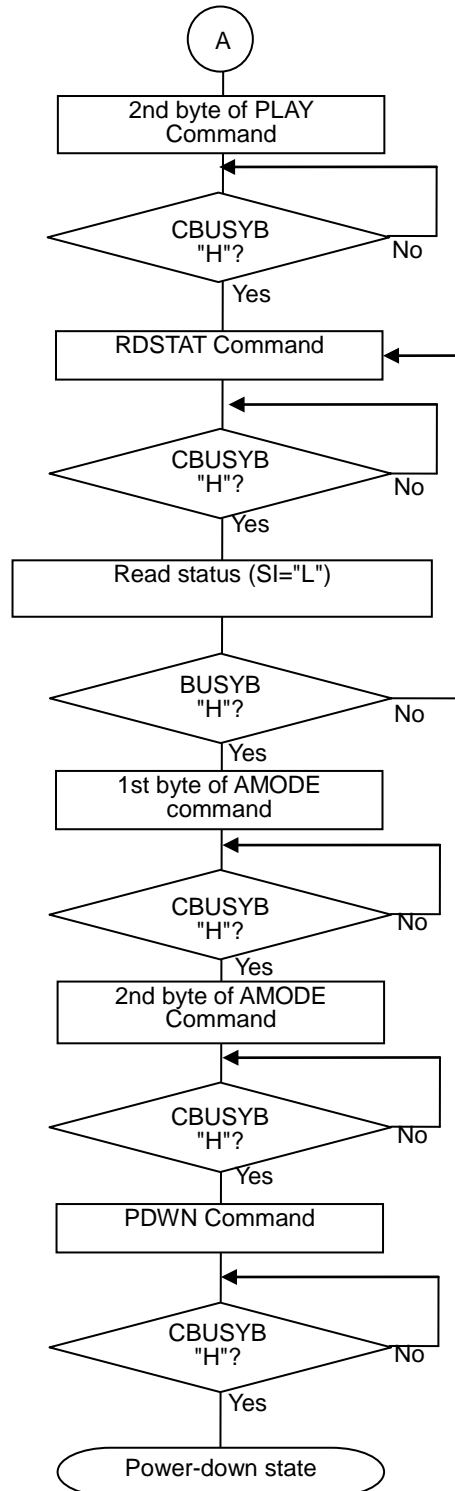 A
2nd byte of PLAY
Command
CBUSYB
"H"?
No
Yes
RDSTAT Command
CBUSYB
"H"?
No
Yes
Read status (SI="L")
BUSYB
"H"?
No
Yes
1st byte of AMODE
command
CBUSYB
"H"?
No
Yes
2nd byte of AMODE
Command
CBUSYB
"H"?
No
Yes
PDWN Command
CBUSYB
"H"?
No
Yes
Power-down state